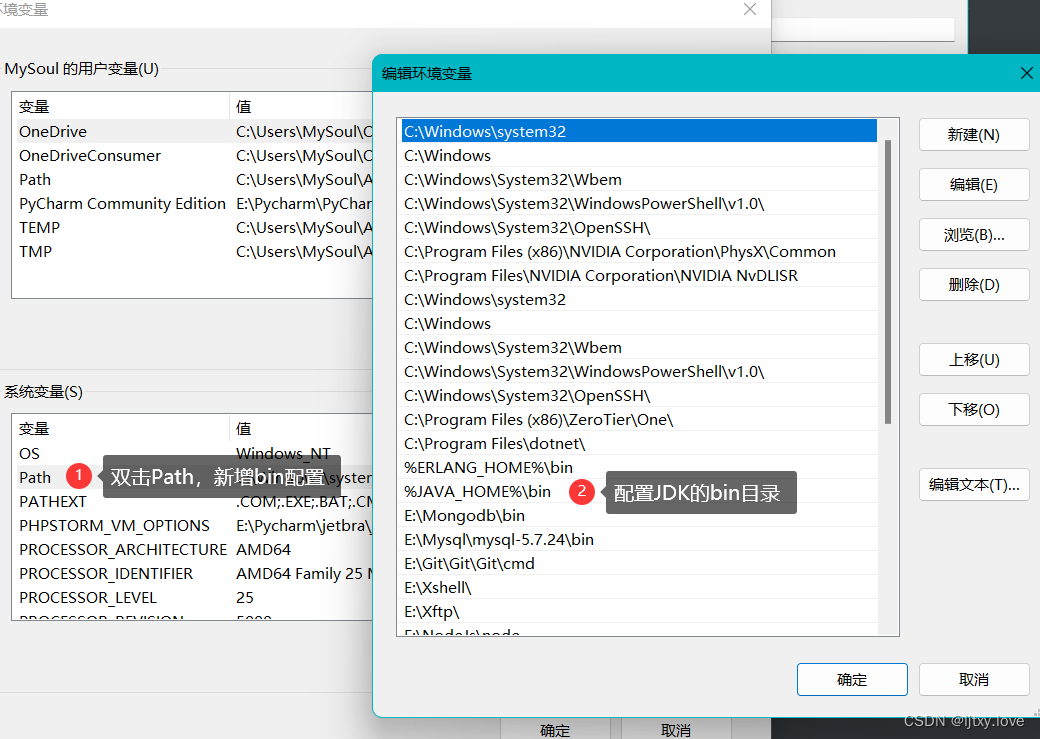 环境变量
MySoul 的用户变量(U)
变量 值
OneDrive C:\Users\MySoul\O
OneDriveConsumer C:\Users\MySoul\O
Path C:\Users\MySoul\A
PyCharm Community Edition E:\Pycharm\PyChar
TEMP C:\Users\MySoul\A
TMP C:\Users\MySoul\A
系统变量(S)
变量 值
OS Windows_NT
Path
1
双击Path，新增bin配置
PATHEXT .COM;.EXE;.BAT;.CM
PHPSTORM_VM_OPTIONS E:\Pycharm\jetbra\
PROCESSOR_ARCHITECTURE AMD64
PROCESSOR_IDENTIFIER AMD64 Family 25 M
PROCESSOR_LEVEL 25
PROCESSOR_REVISION 5000
确定 取消
编辑环境变量
C:\Windows\system32
C:\Windows
C:\Windows\System32\Wbem
C:\Windows\System32\WindowsPowerShell\v1.0\
C:\Windows\System32\OpenSSH\
C:\Program Files (x86)\NVIDIA Corporation\PhysX\Common
C:\Program Files\NVIDIA Corporation\NVIDIA NvDLISR
C:\Windows\system32
C:\Windows
C:\Windows\System32\Wbem
C:\Windows\System32\WindowsPowerShell\v1.0\
C:\Windows\System32\OpenSSH\
C:\Program Files (x86)\ZeroTier\One\
C:\Program Files\dotnet\
%ERLANG_HOME%\bin
%JAVA_HOME%\bin
2
配置JDK的bin目录
E:\Mongodb\bin
E:\Mysql\mysql-5.7.24\bin
E:\Git\Git\Git\cmd
E:\Xshell\
E:\Xftp\
E:\NodeJs\node
新建(N)
编辑(E)
浏览(B)...
删除(D)
上移(U)
下移(O)
编辑文本(T)...
确定 取消
CSDN @ljtxy.love